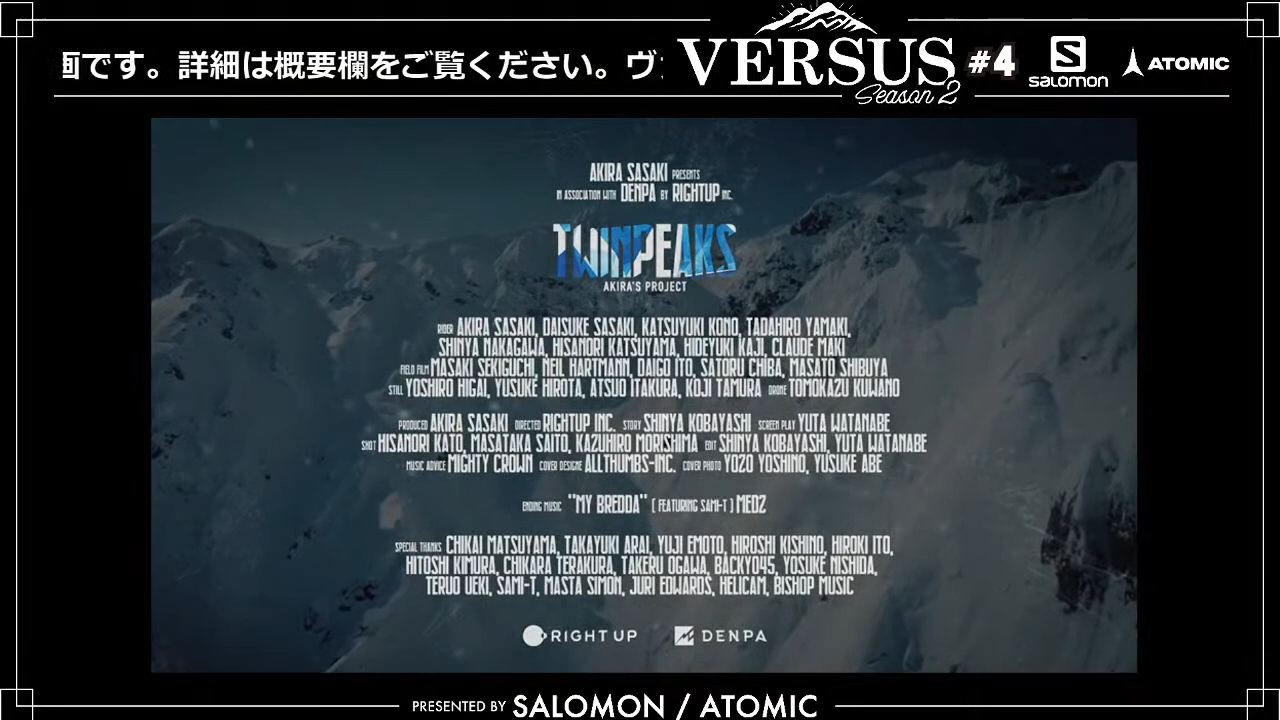 画です。詳細は概要欄をご覧ください。ヴ
VERSUS
Season 2
#4
S
salomon
ATOMIC
AKIRA SASAKI PRESENTS
IN ASSOCIATION WITH DENPA BY RIGHTUP INC.
TWINPEAKS
AKIRA'S PROJECT
RIDER AKIRA SASAKI, DAISUKE SASAKI, KATSUYUKI KONO, TADAHIRO YAMAKI,
SHINYA NAKAGAWA, HISANORI KATSUYAMA, HIDEYUKI KAJI, CLAUDE MAKI
FIELD FILM MASAKI SEKIGUCHI, NEIL HARTMANN, DAIGO ITO, SATORU CHIBA, MASATO SHIBUYA
STILL YOSHIRO HIGAI, YUSUKE HIROTA, ATSUO ITAKURA, KOJI TAMURA DRONE TOMOKAZU KUWANO
PRODUCED AKIRA SASAKI DIRECTED RIGHTUP INC. STORY SHINYA KOBAYASHI SCREEN PLAY YUTA WATANABE
SHOT HISANORI KATO, MASATAKA SAITO, KAZUHIRO MORISHIMA EDIT SHINYA KOBAYASHI, YUTA WATANABE
MUSIC ADVICE MIGHTY CROWN COVER DESIGNE ALLTHUMBS-INC. COVER PHOTO YOZO YOSHINO, YUSUKE ABE
ENDING MUSIC "MY BREDDA" ( FEATURING SAMI-T ) MEDZ
SPECIAL THANKS CHIKAI MATSUYAMA, TAKAYUKI ARAI, YUJI EMOTO, HIROSHI KISHINO, HIROKI ITO,
HITOSHI KIMURA, CHIKARA TERAKURA, TAKERU OGAWA, BACKYO45, YOSUKE NISHIDA,
TERUO UEKI, SAMI-T, MASTA SIMON, JURI EDWARDS, HELICAM, BISHOP MUSIC
RIGHT UP
DENPA
PRESENTED BY SALOMON / ATOMIC